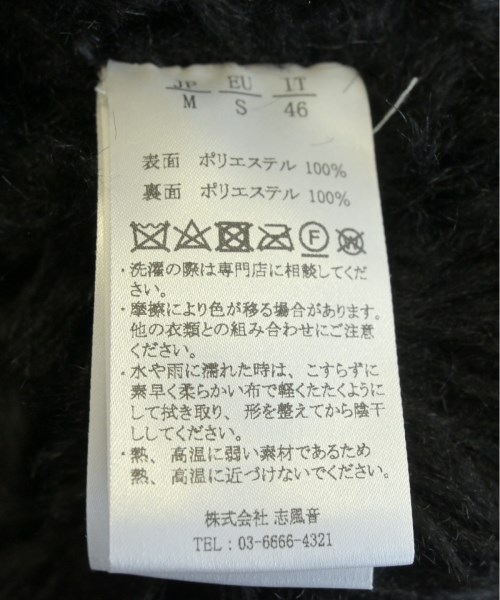 JP EU IT
M S 46
表面 ポリエステル 100%
裏面 ポリエステル 100%
F W
・洗濯の際は専門店に相談してくだ
さい。
・摩擦により色が移る場合があります。
他の衣類との組み合わせにご注意
ください。
・水や雨に濡れた時は、こすらずに
素早く柔らかい布で軽くたたくように
して拭き取り、形を整えてから陰干
ししてください。
・熱、高温に弱い素材であるため
熱、高温に近づけないでください。
株式会社 志風音
TEL：03-6666-4321